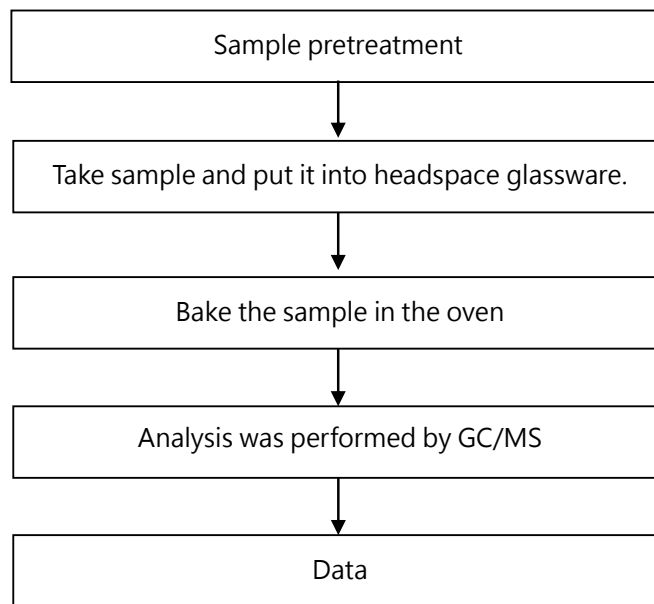 Sample pretreatment
Take sample and put it into headspace glassware.
Bake the sample in the oven
Analysis was performed by GC/MS
Data